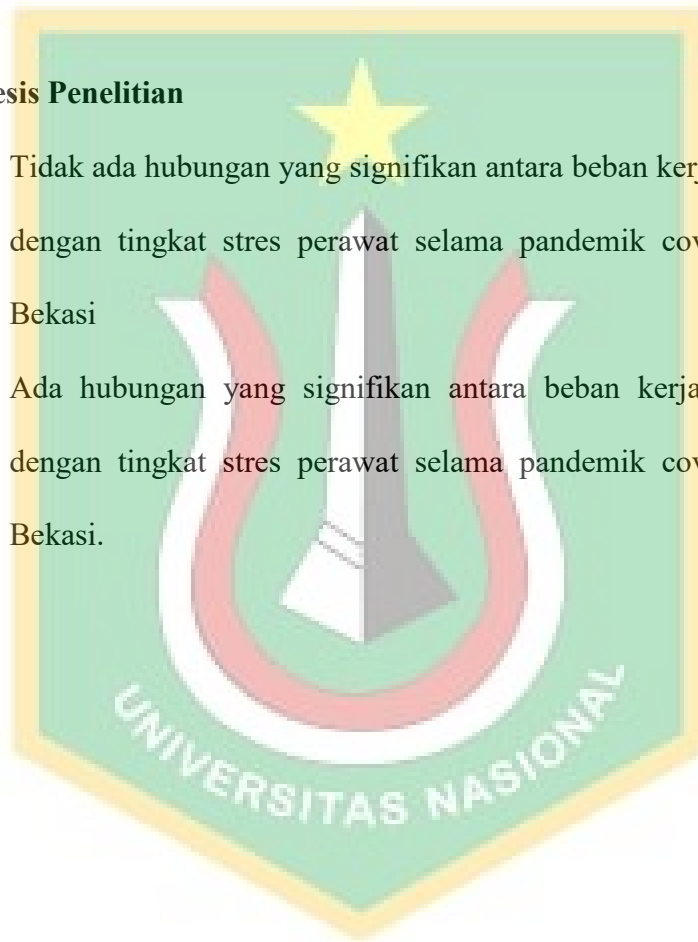 esis Penelitian
Tidak ada hubungan yang signifikan antara beban kerj
dengan tingkat stres perawat selama pandemik cov
Bekasi
Ada hubungan yang signifikan antara beban kerja
dengan tingkat stres perawat selama pandemik cov
Bekasi.
UNIVERSITAS NASIONAL